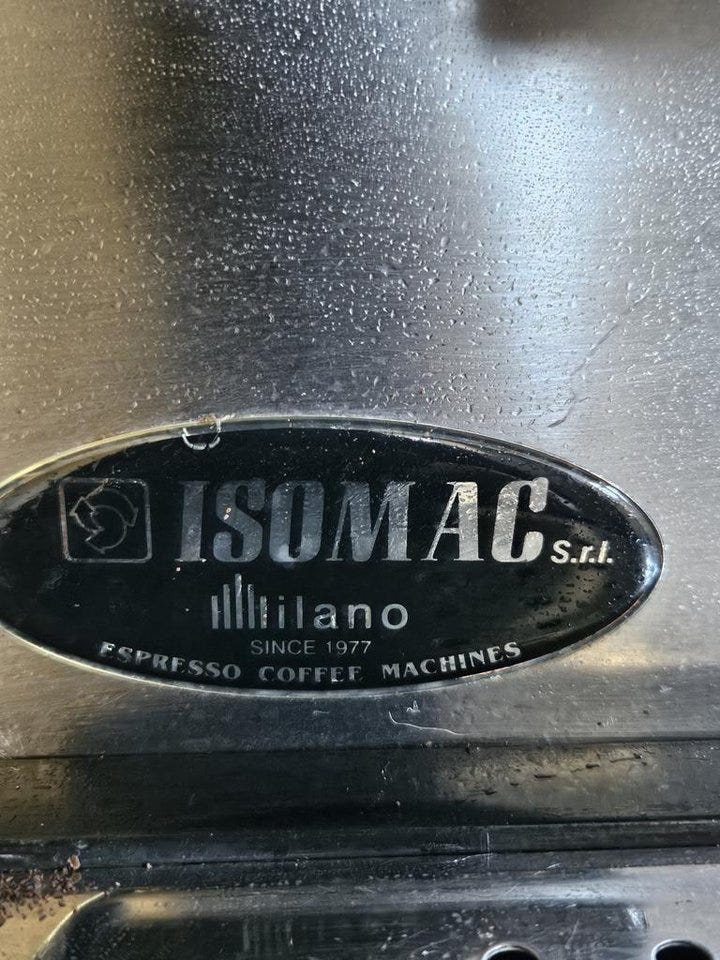 ISOMAC S.r.l.
Milano
SINCE 1977
ESPRESSO COFFEE MACHINES